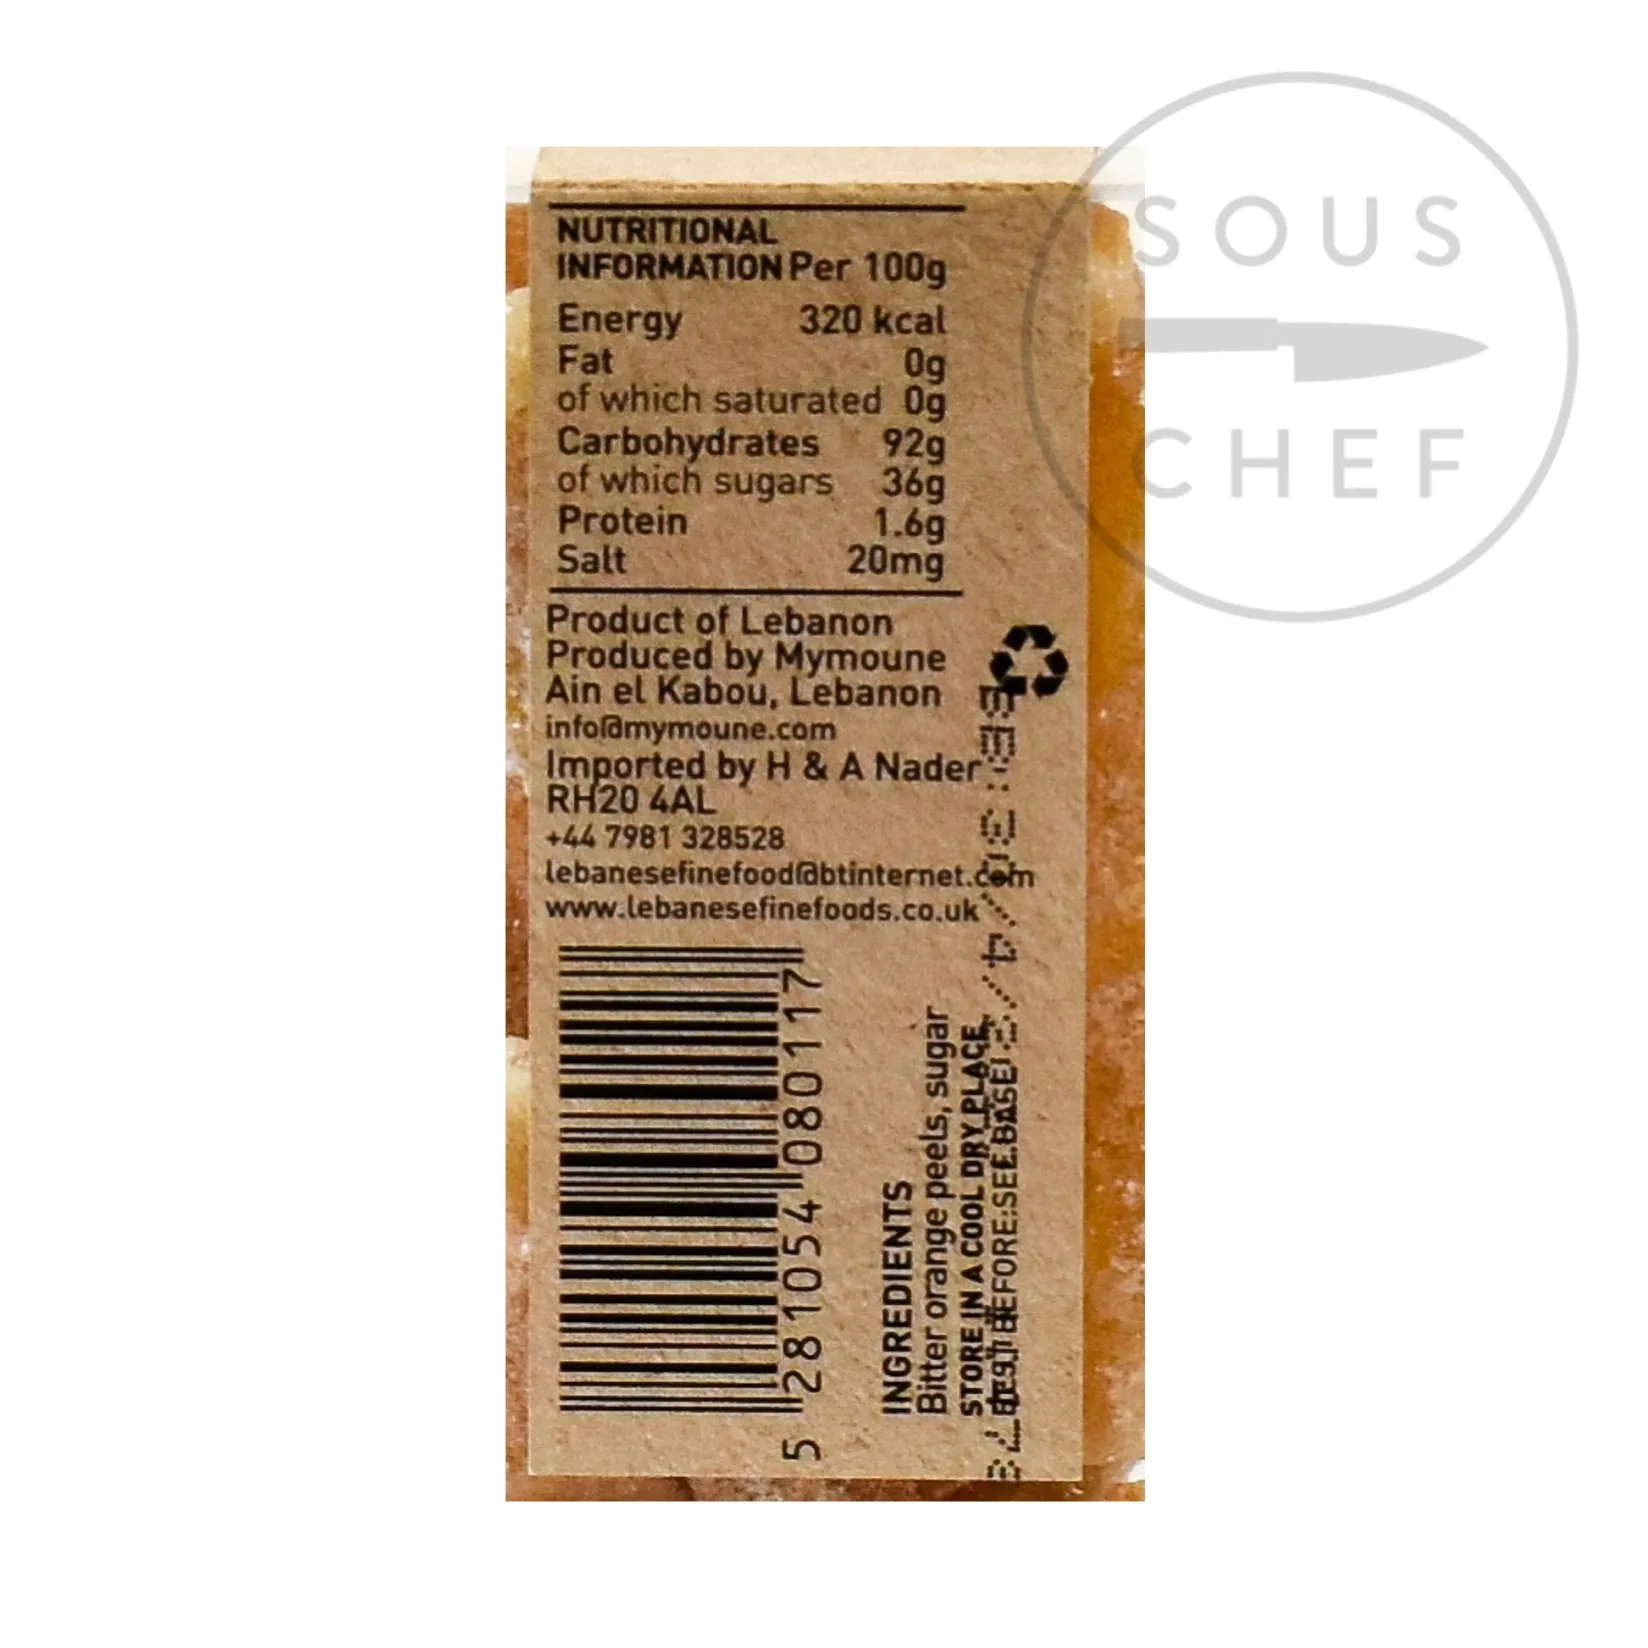 SOUS
CHEF
NUTRITIONAL
INFORMATION Per 100g
Energy 320 kcal
Fat 0g
of which saturated 0g
Carbohydrates 92g
of which sugars 36g
Protein 1.6g
Salt 20mg
Product of Lebanon
Produced by Mymoune
Ain el Kabou, Lebanon
info@mymoune.com
Imported by H & A Nader
RH20 4AL
+44 7981 328528
lebanesefinefood@btinternet.com
www.lebanesefinefoods.co.uk
5 281054 080117
INGREDIENTS
Bitter orange peels, sugar
STORE IN A COOL DRY PLACE
BEST BEFORE:SEE BASE